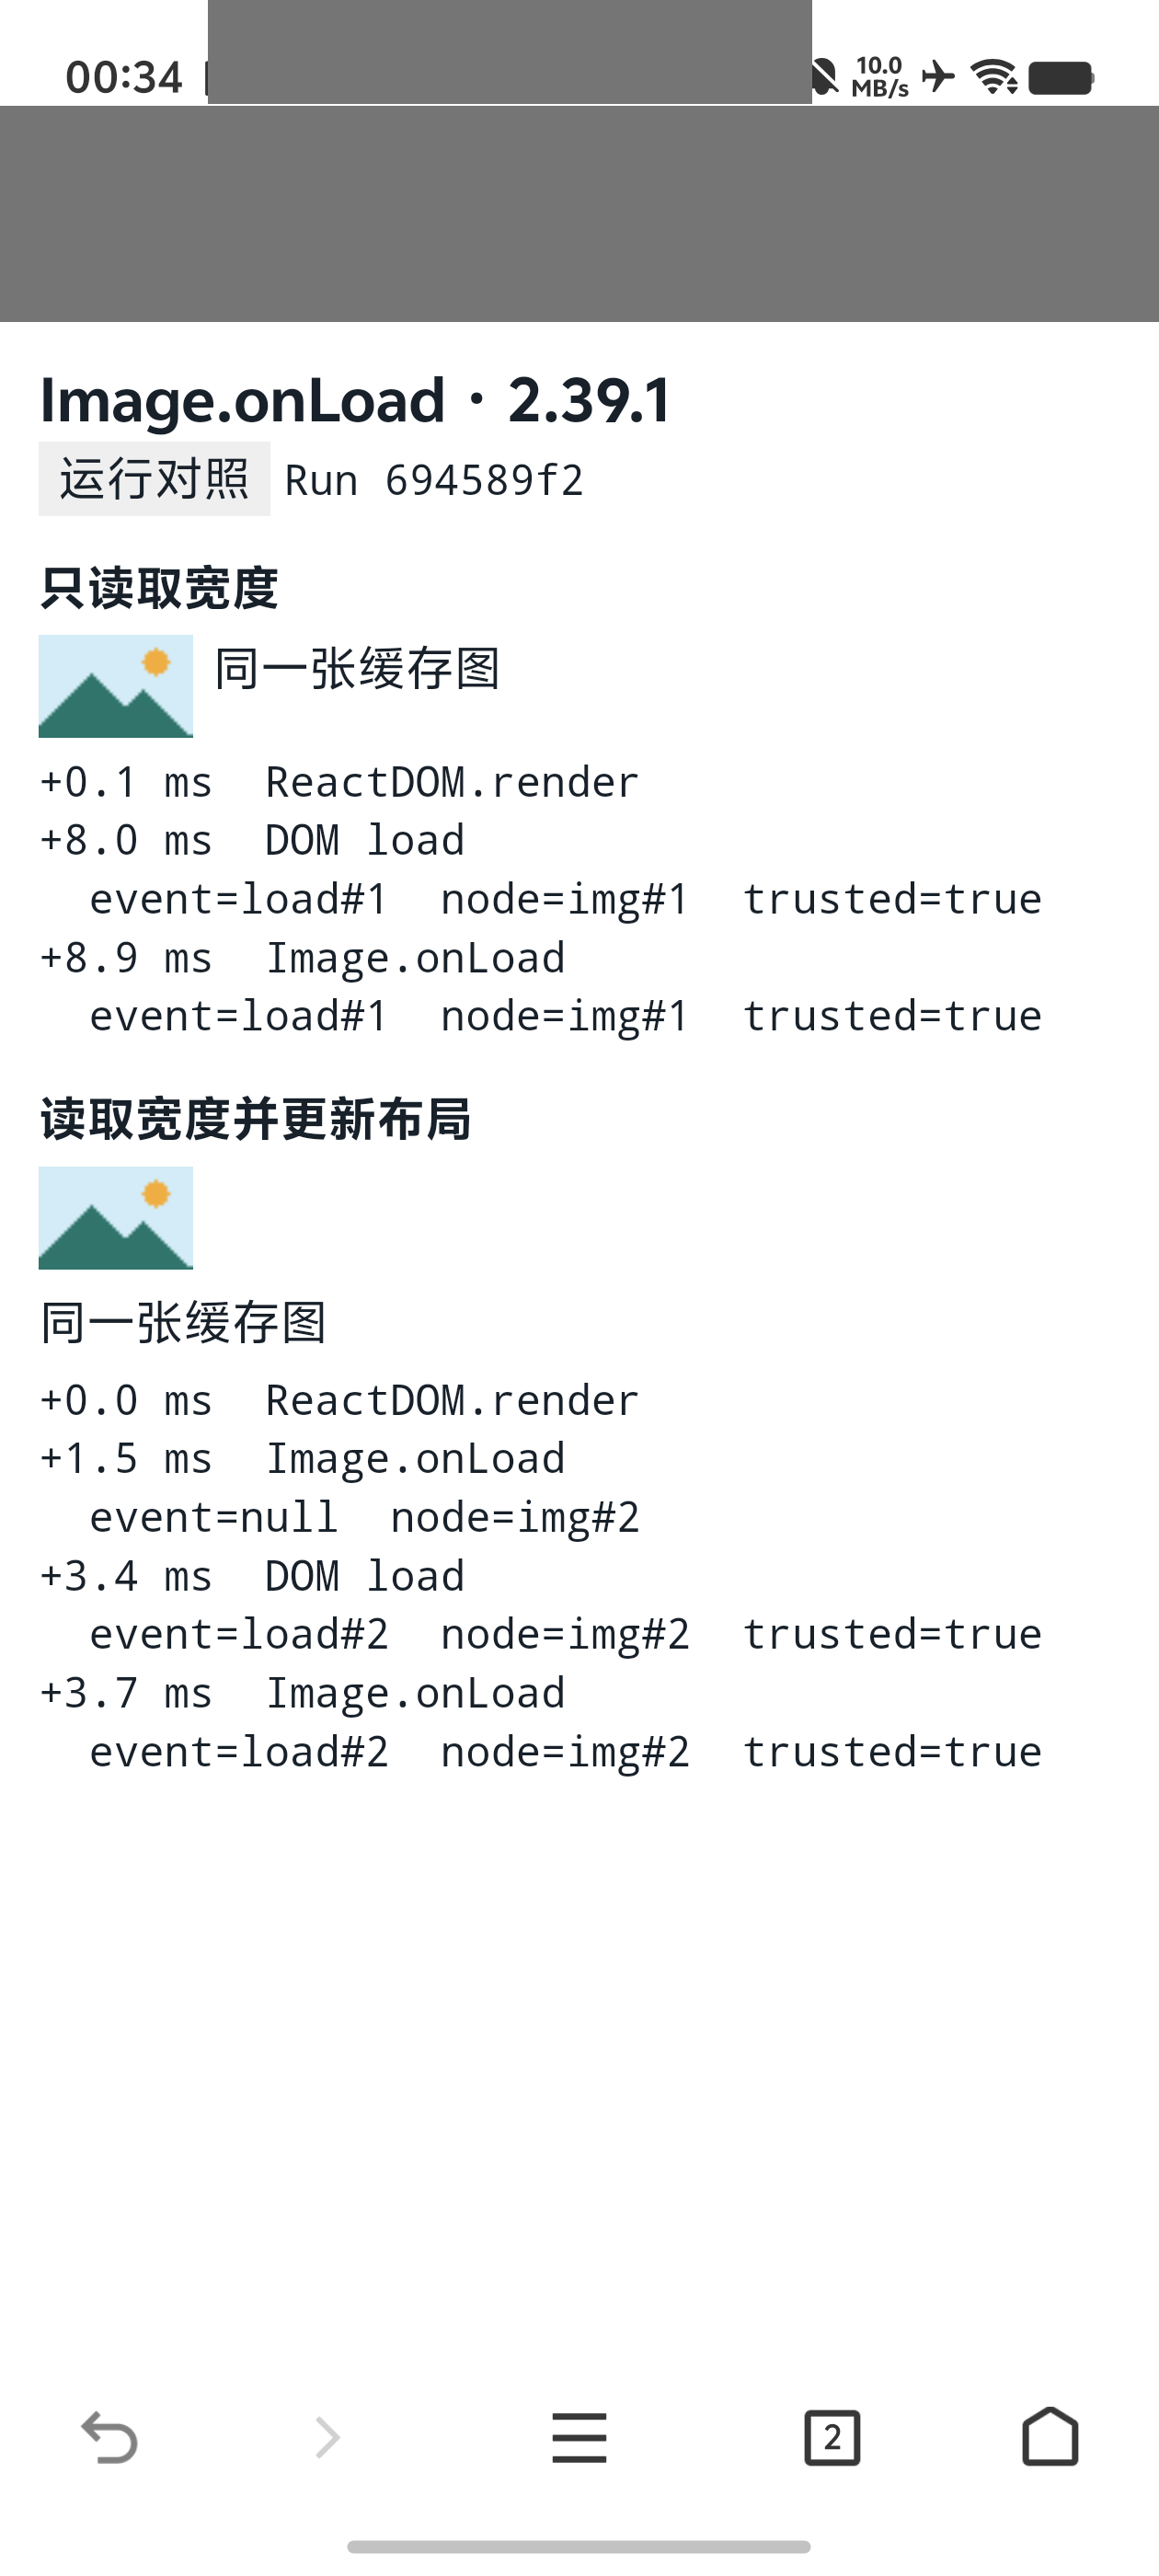 00:34
10.0
MB/s
Image.onLoad · 2.39.1
运行对照 Run 694589f2
只读取宽度
同一张缓存图
+0.1 ms  ReactDOM.render
+8.0 ms  DOM load
event=load#1  node=img#1  trusted=true
+8.9 ms  Image.onLoad
event=load#1  node=img#1  trusted=true
读取宽度并更新布局
同一张缓存图
+0.0 ms  ReactDOM.render
+1.5 ms  Image.onLoad
event=null  node=img#2
+3.4 ms  DOM load
event=load#2  node=img#2  trusted=true
+3.7 ms  Image.onLoad
event=load#2  node=img#2  trusted=true
2